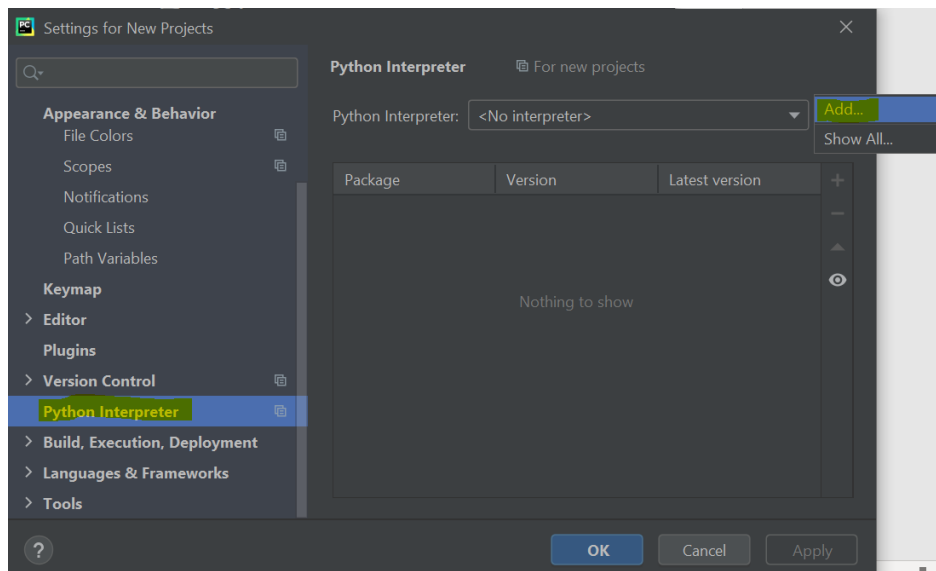 PC
Settings for New Projects
Appearance & Behavior
File Colors
Scopes
Notifications
Quick Lists
Path Variables
Keymap
Editor
Plugins
Version Control
Python Interpreter
Build, Execution, Deployment
Languages & Frameworks
Tools
Python Interpreter For new projects
Python Interpreter: <No interpreter>
Add...
Show All...
Package Version Latest version
Nothing to show
? OK Cancel Apply